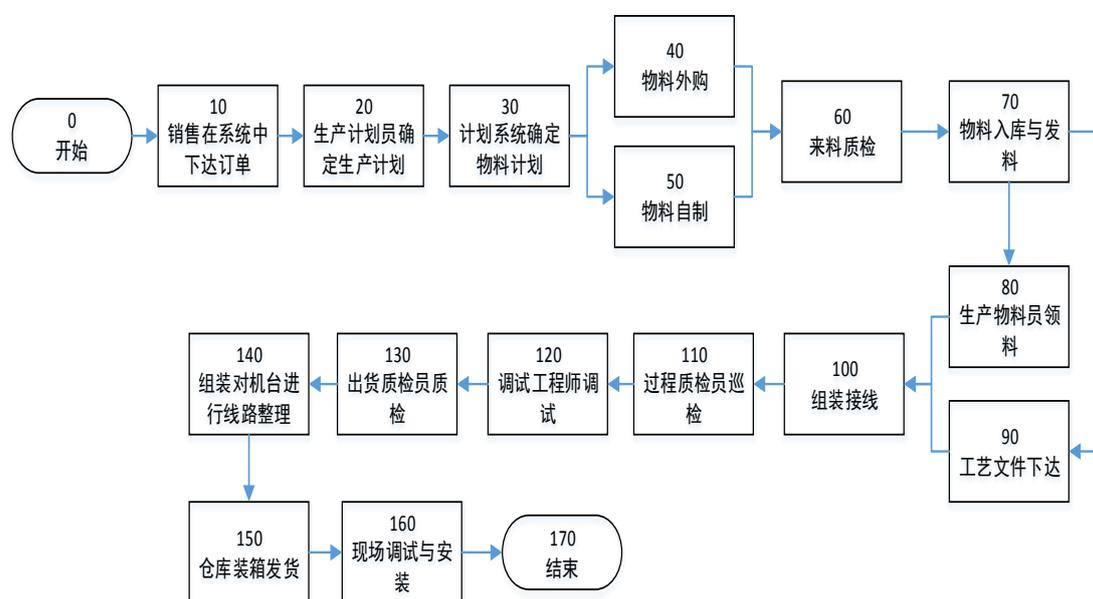 0
开始
10
销售在系统中
下达订单
20
生产计划员确
定生产计划
30
计划系统确定
物料计划
40
物料外购
50
物料自制
60
来料质检
70
物料入库与发
料
80
生产物料员领
料
90
工艺文件下达
100
组装接线
110
过程质检员巡
检
120
调试工程师调
试
130
出货质检员质
检
140
组装对机台进
行线路整理
150
仓库装箱发货
160
现场调试与安
装
170
结束